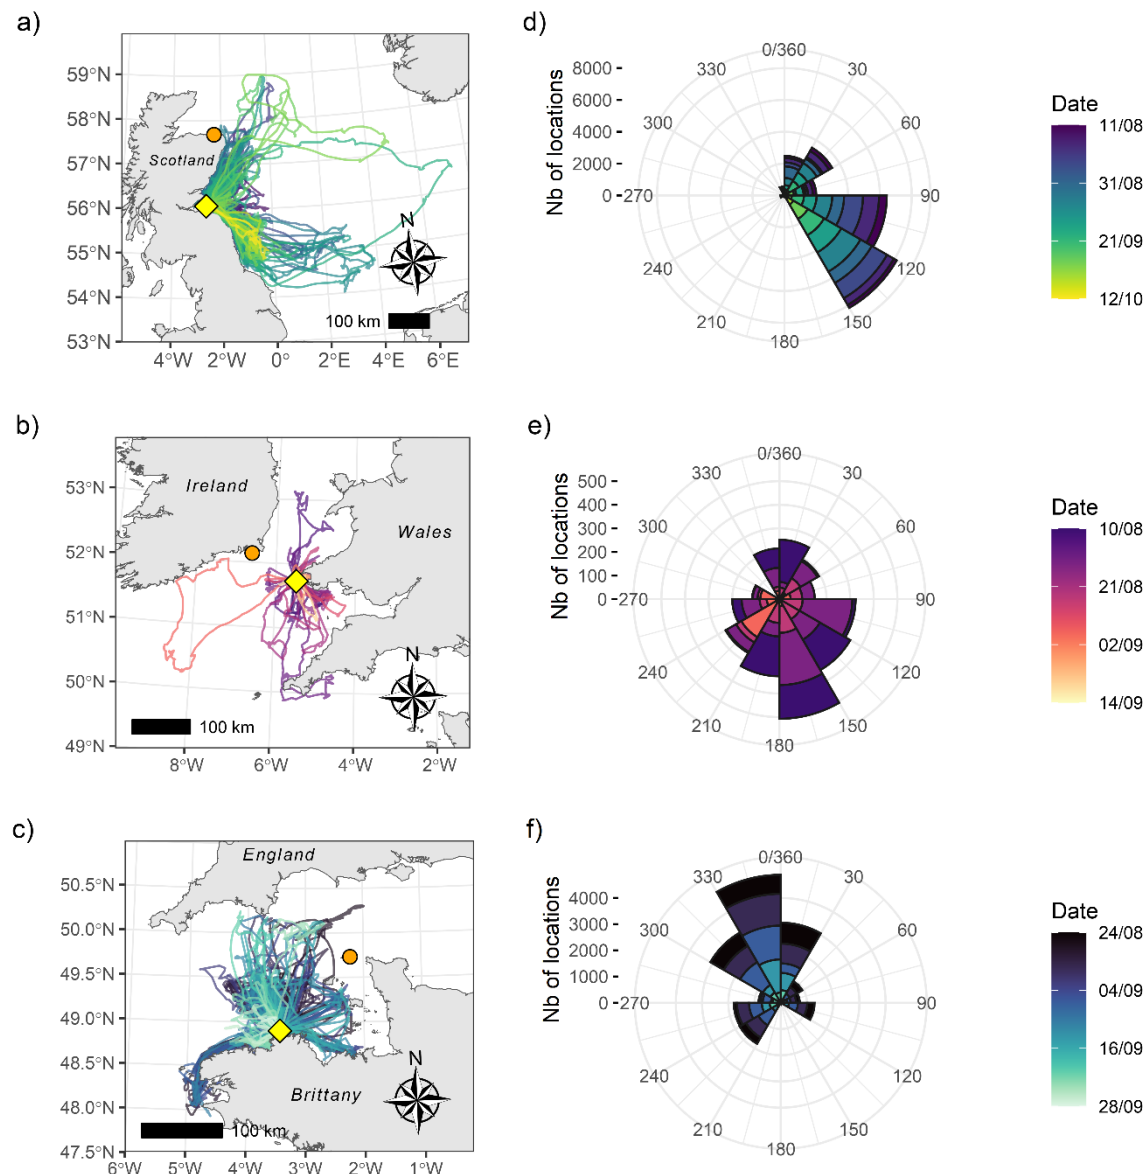 a)
59°N
58°N
57°N
56°N
55°N
54°N
53°N
Scotland
N
100 km
4°W
2°W
0°
2°E
4°E
6°E
d)
Nb of locations
8000
6000
4000
2000
0
0/360
30
60
90
120
150
180
210
240
270
300
330
Date
11/08
31/08
21/09
12/10
b)
53°N
52°N
51°N
50°N
49°N
Ireland
Wales
N
100 km
8°W
6°W
4°W
2°W
e)
Nb of locations
500
400
300
200
100
0
0/360
30
60
90
120
150
180
210
240
270
300
330
Date
10/08
21/08
02/09
14/09
c)
50.5°N
50.0°N
49.5°N
49.0°N
48.5°N
48.0°N
47.5°N
England
Brittany
N
100 km
6°W
5°W
4°W
3°W
2°W
1°W
f)
Nb of locations
4000
3000
2000
1000
0
0/360
30
60
90
120
150
180
210
240
270
300
330
Date
24/08
04/09
16/09
28/09